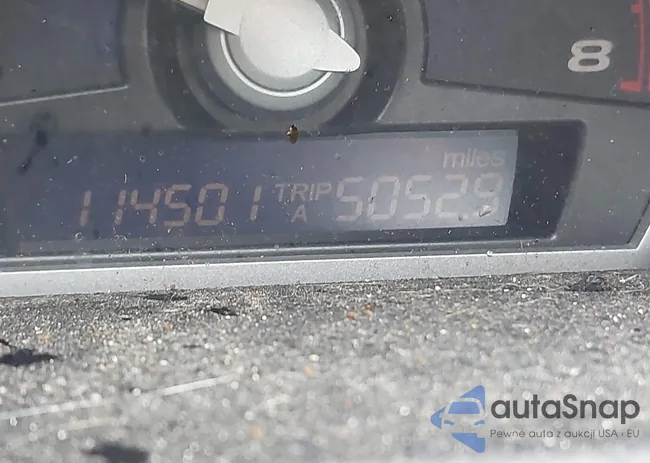 8
miles
114501 TRIP A 5052.9
autaSnap
Pewne auta z aukcji USA i EU